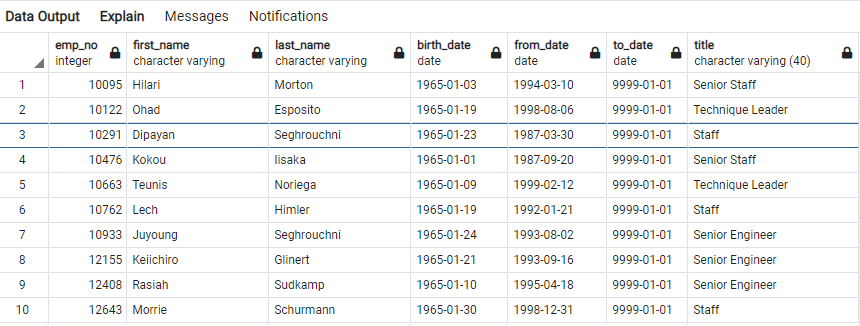 Data Output Explain Messages Notifications
emp_no first_name last_name birth_date from_date to_date title
integer character varying character varying date date date character varying (40)
1 10095 Hilari Morton 1965-01-03 1994-03-10 9999-01-01 Senior Staff
2 10122 Ohad Esposito 1965-01-19 1998-08-06 9999-01-01 Technique Leader
3 10291 Dipayan Seghrouchni 1965-01-23 1987-03-30 9999-01-01 Staff
4 10476 Kokou Iisaka 1965-01-01 1987-09-20 9999-01-01 Senior Staff
5 10663 Teunis Noriega 1965-01-09 1999-02-12 9999-01-01 Technique Leader
6 10762 Lech Himler 1965-01-19 1992-01-21 9999-01-01 Staff
7 10933 Juyoung Seghrouchni 1965-01-24 1993-08-02 9999-01-01 Senior Engineer
8 12155 Keiichiro Glinert 1965-01-21 1993-09-16 9999-01-01 Senior Engineer
9 12408 Rasiah Sudkamp 1965-01-10 1995-04-18 9999-01-01 Senior Engineer
10 12643 Morrie Schurmann 1965-01-30 1998-12-31 9999-01-01 Staff